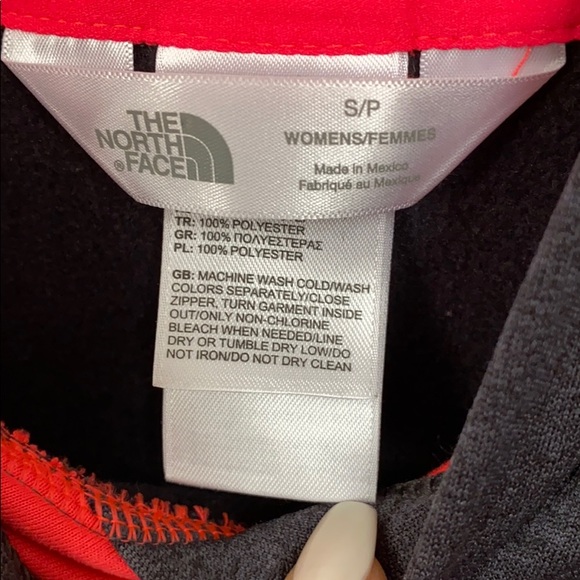 THE
NORTH
®FACE
S/P
WOMENS/FEMMES
Made in Mexico
Fabriqué au Mexique
TR: 100% POLYESTER
GR: 100% ΠΟΛΥΕΣΤΕΡΑΣ
PL: 100% POLYESTER
GB: MACHINE WASH COLD/WASH
COLORS SEPARATELY/CLOSE
ZIPPER, TURN GARMENT INSIDE
OUT/ONLY NON-CHLORINE
BLEACH WHEN NEEDED/LINE
DRY OR TUMBLE DRY LOW/DO
NOT IRON/DO NOT DRY CLEAN